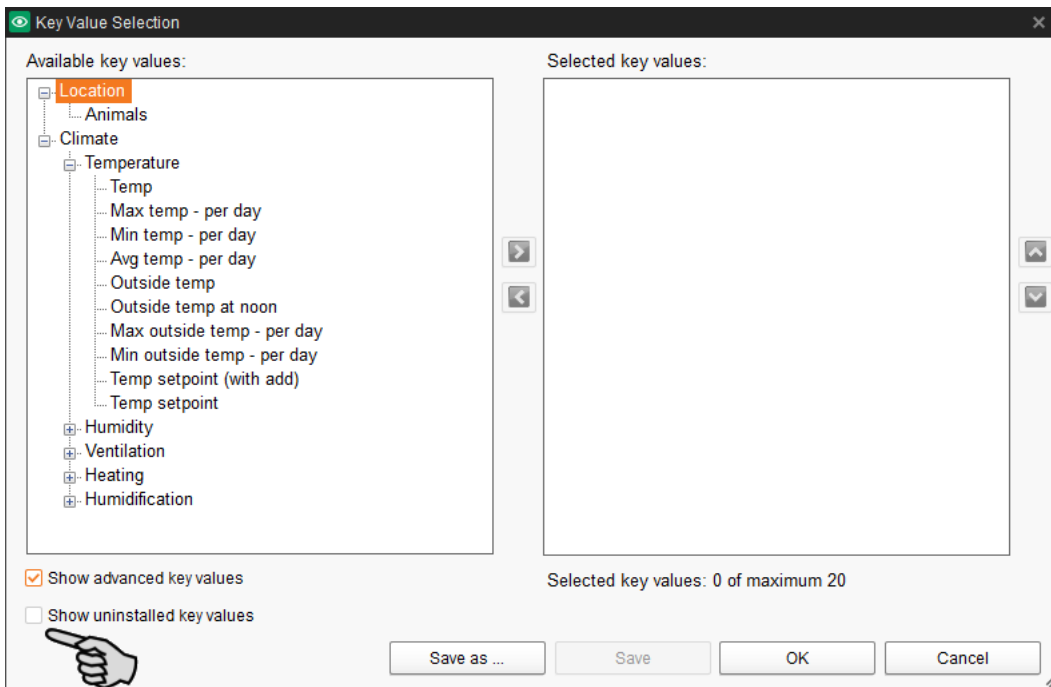 Key Value Selection
Available key values:
Selected key values:
Location
Animals
Climate
Temperature
Temp
Max temp - per day
Min temp - per day
Avg temp - per day
Outside temp
Outside temp at noon
Max outside temp - per day
Min outside temp - per day
Temp setpoint (with add)
Temp setpoint
Humidity
Ventilation
Heating
Humidification
Show advanced key values
Selected key values: 0 of maximum 20
Show uninstalled key values
Save as ...
Save
OK
Cancel